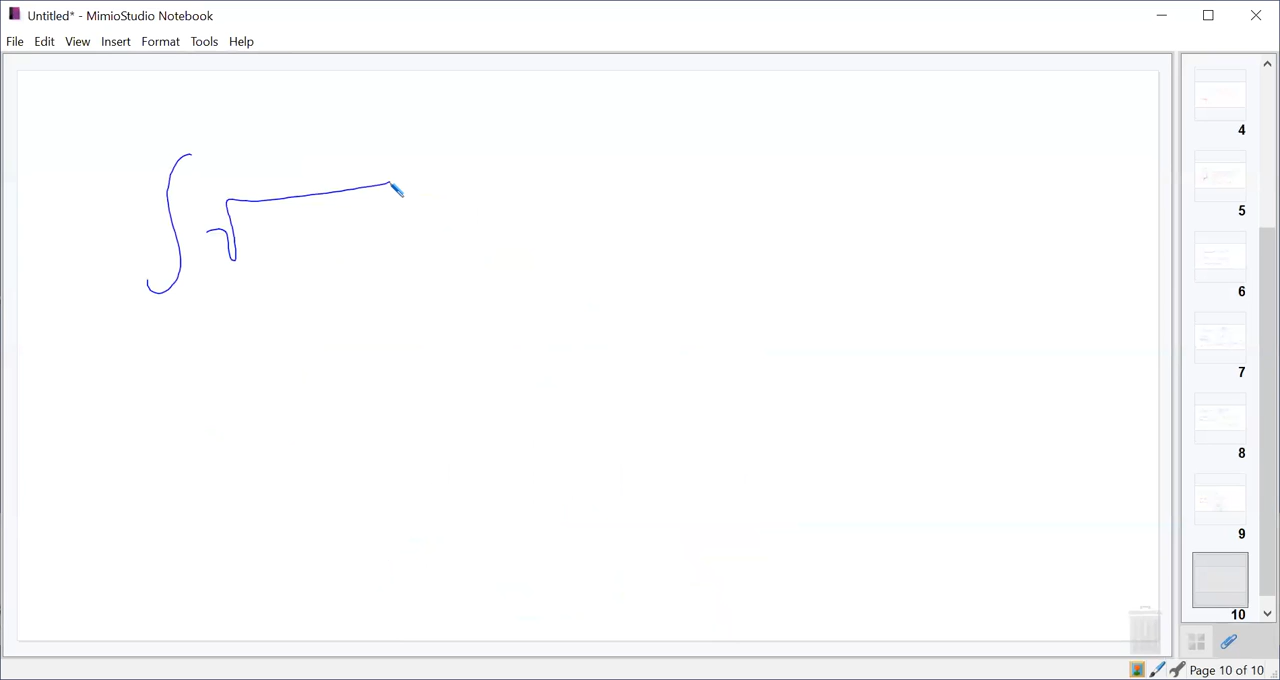 Untitled* - MimioStudio Notebook
File Edit View Insert Format Tools Help
∫ √
4
5
6
7
8
9
10
Page 10 of 10